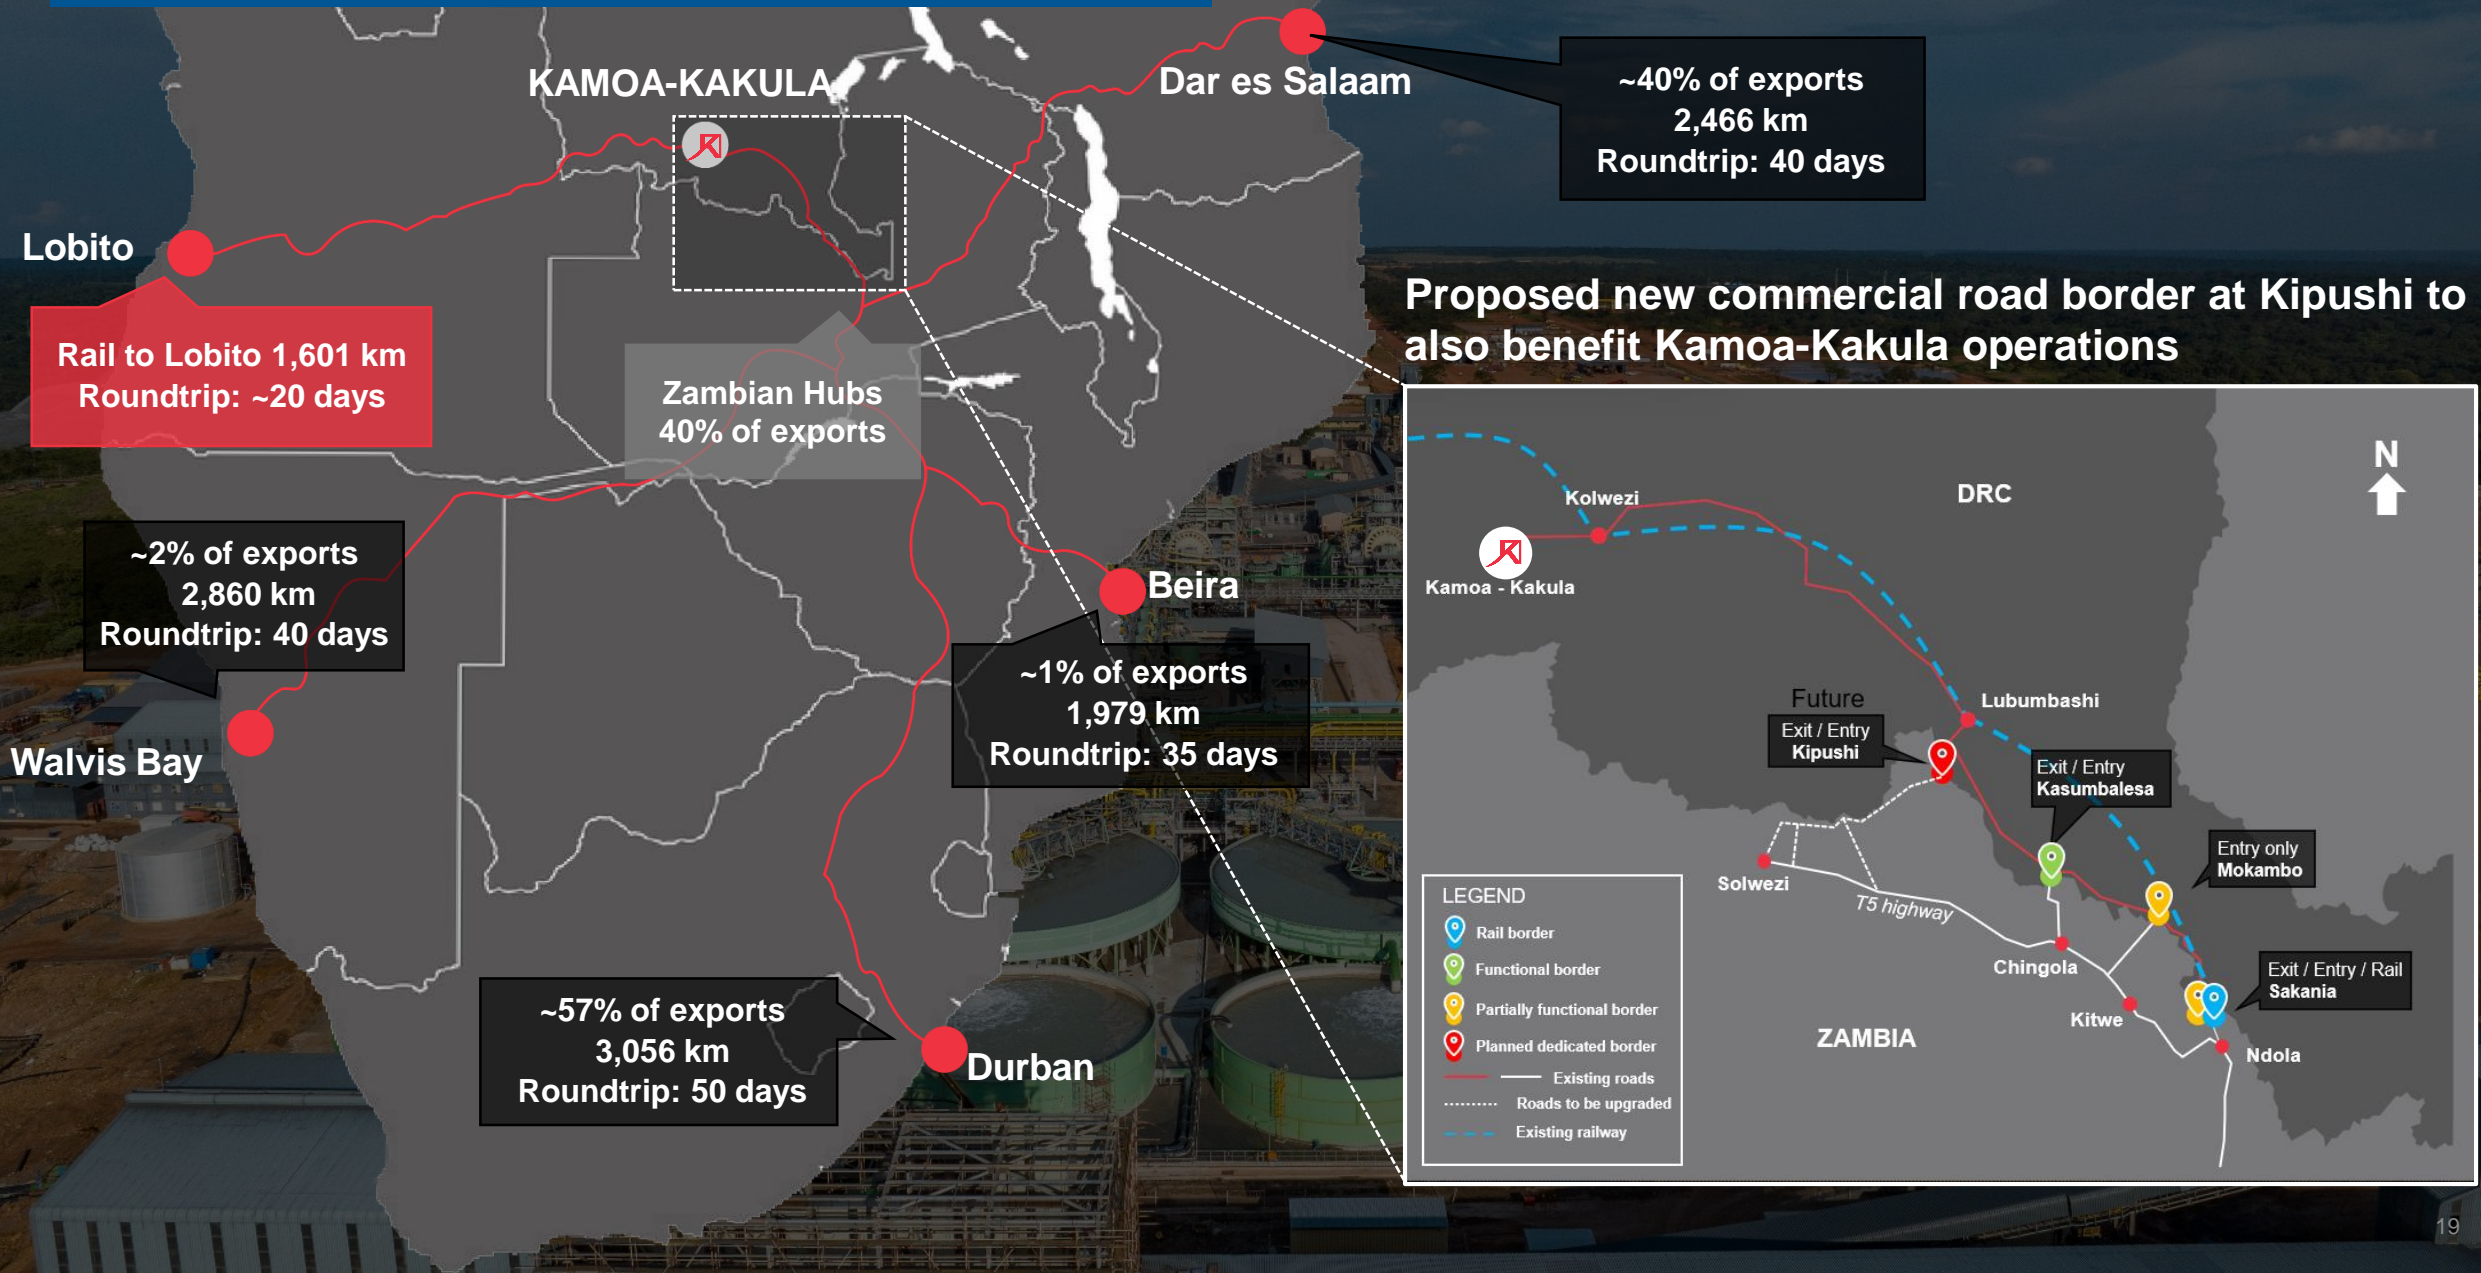 KAMOA-KAKULA
Dar es Salaam
~40% of exports
2,466 km
Roundtrip: 40 days
Lobito
Rail to Lobito 1,601 km
Roundtrip: ~20 days
Zambian Hubs
40% of exports
~2% of exports
2,860 km
Roundtrip: 40 days
Walvis Bay
Beira
~1% of exports
1,979 km
Roundtrip: 35 days
~57% of exports
3,056 km
Roundtrip: 50 days
Durban
Proposed new commercial road border at Kipushi to
also benefit Kamoa-Kakula operations
N
DRC
Kolwezi
Kamoa - Kakula
Future
Exit / Entry
Kipushi
Lubumbashi
Exit / Entry
Kasumbalesa
Entry only
Mokambo
Solwezi
T5 highway
Chingola
Exit / Entry / Rail
Sakania
Kitwe
ZAMBIA
Ndola
LEGEND
Rail border
Functional border
Partially functional border
Planned dedicated border
Existing roads
Roads to be upgraded
Existing railway
19